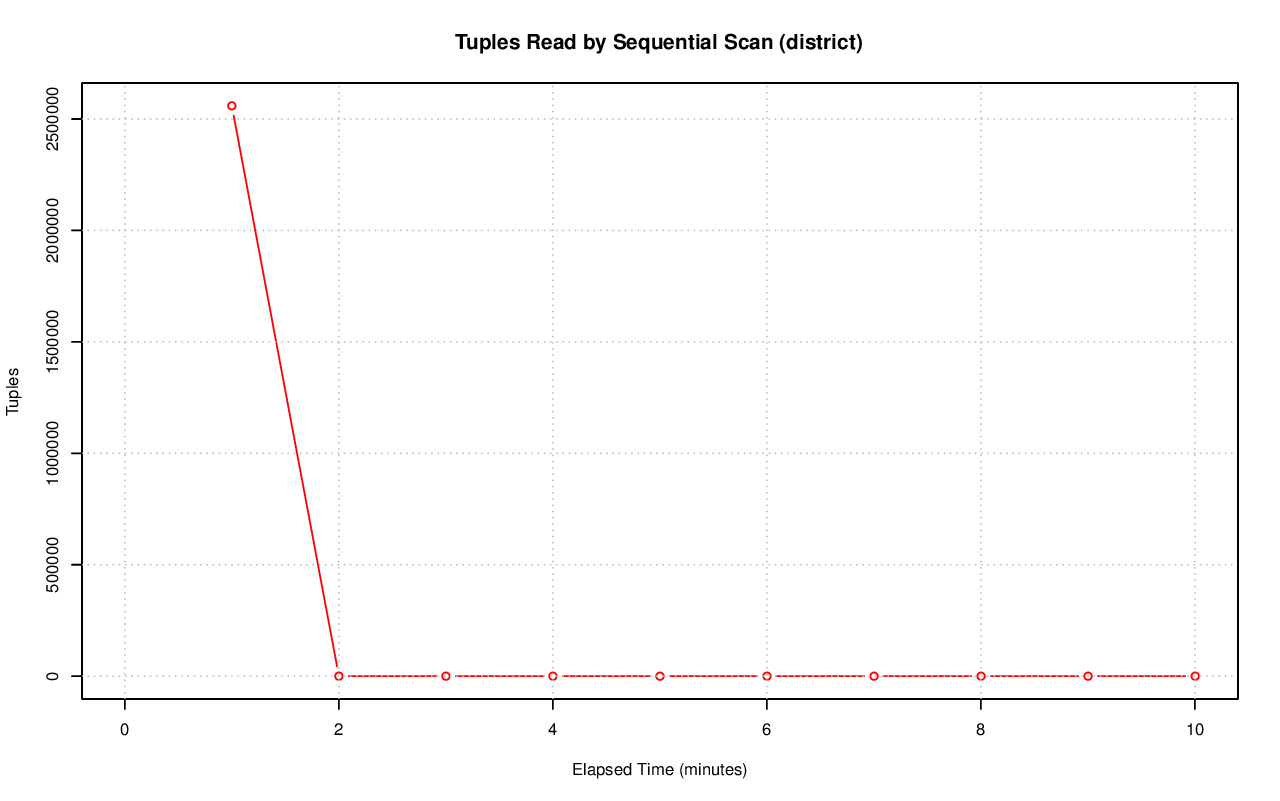 Tuples Read by Sequential Scan (district)
2500000
2000000
1500000
1000000
500000
0
Tuples
0 2 4 6 8 10
Elapsed Time (minutes)